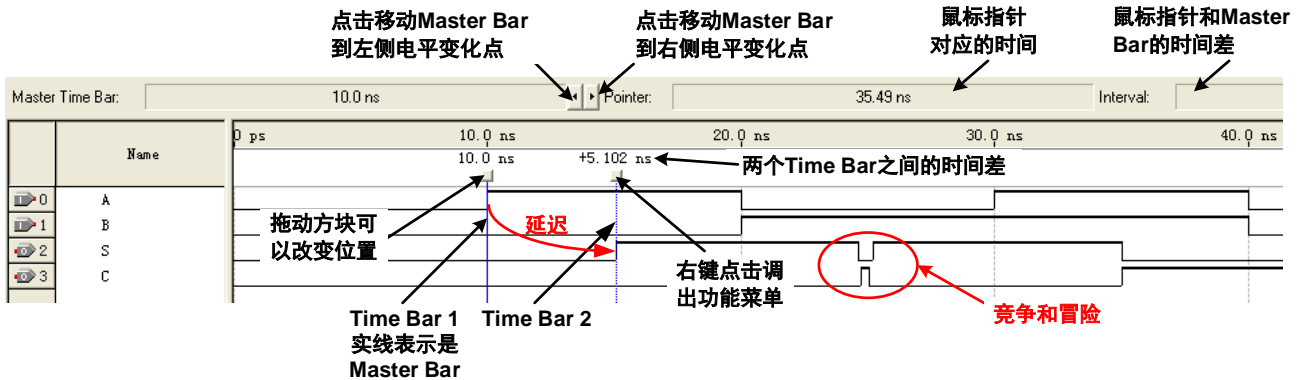 点击移动Master Bar
到左侧电平变化点
点击移动Master Bar
到右侧电平变化点
鼠标指针
对应的时间
鼠标指针和Master
Bar的时间差
Master Time Bar:
10.0 ns
Pointer:
35.49 ns
Interval:
Name
0 ps
10.0 ns
20.0 ns
30.0 ns
40.0 ns
10.0 ns
+5.102 ns
两个Time Bar之间的时间差
0 A
1 B
2 S
3 C
拖动方块可
以改变位置
延迟
右键点击调
出功能菜单
竞争和冒险
Time Bar 1
实线表示是
Master Bar
Time Bar 2